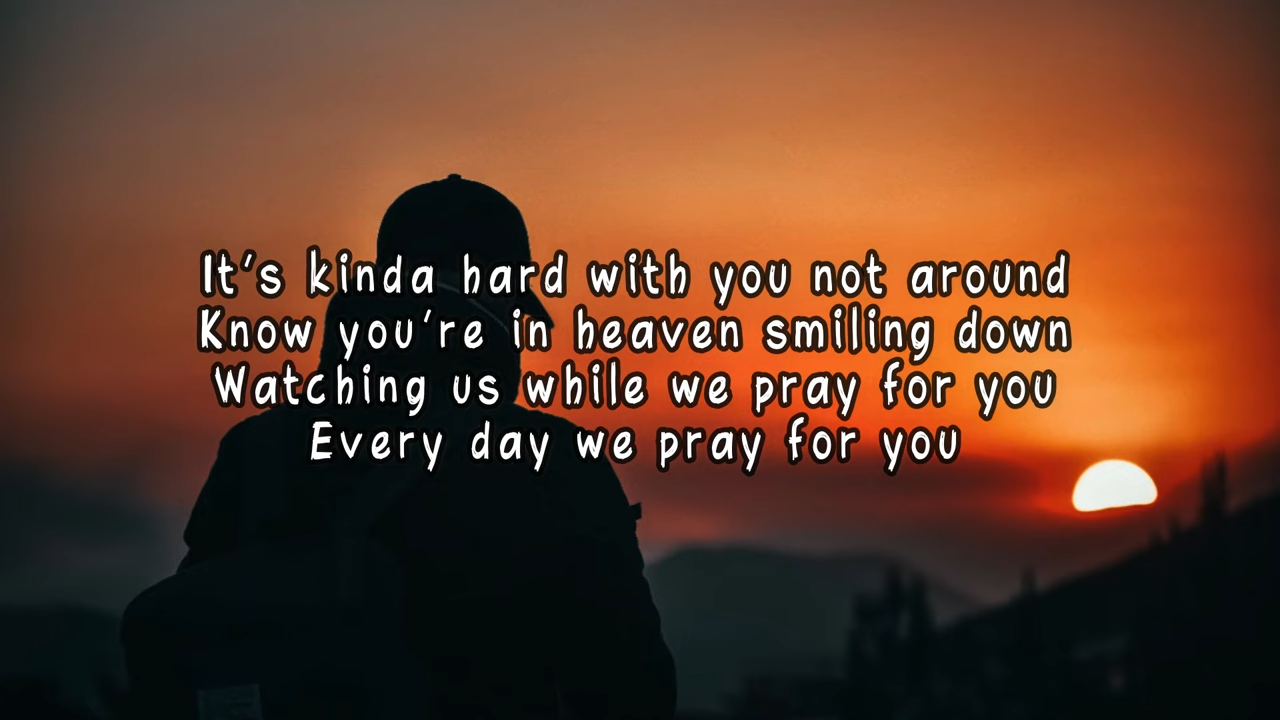 It's kinda hard with you not around
Know you're in heaven smiling down
Watching us while we pray for you
Every day we pray for you